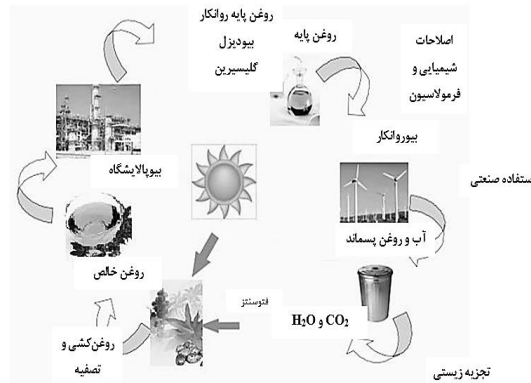 روغن پایه روانکار
بیودیزل
گلیسیرین
روغن پایه
اصلاحات
شیمیایی و
فرمولاسیون
بیوپالایشگاه
بیوروانکار
ستفاده صنعتی
آب و روغن پسماند
روغن خالص
فتوسنتز
H₂O و CO₂
روغن‌کشی و
تصفیه
تجزیه زیستی